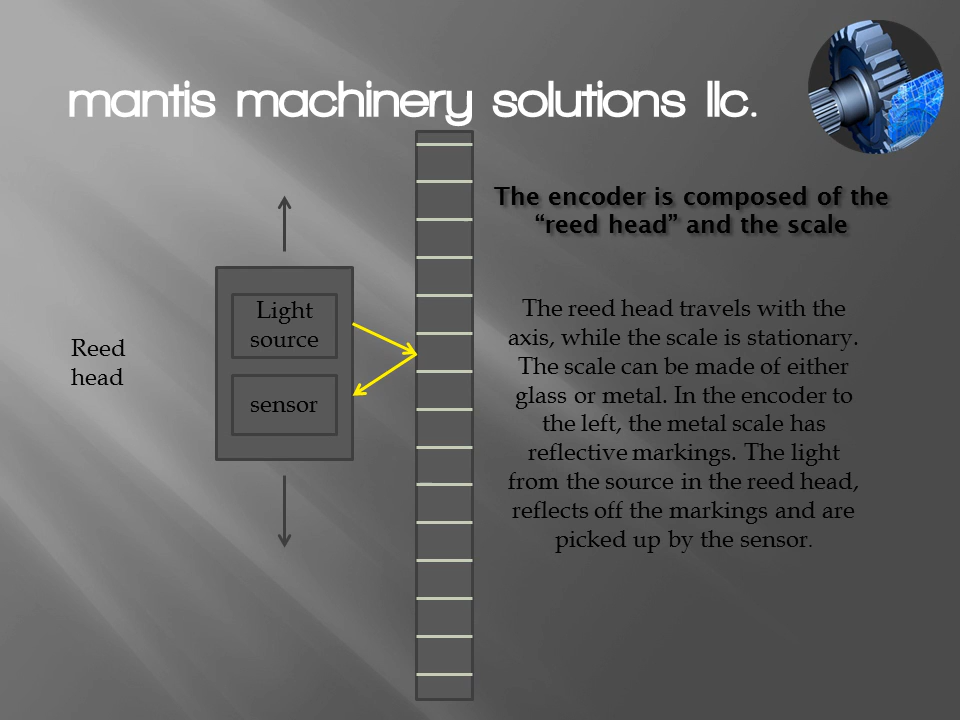 mantis machinery solutions llc.
The encoder is composed of the
“reed head” and the scale
Light
source
sensor
Reed
head
The reed head travels with the
axis, while the scale is stationary.
The scale can be made of either
glass or metal. In the encoder to
the left, the metal scale has
reflective markings. The light
from the source in the reed head,
reflects off the markings and are
picked up by the sensor.